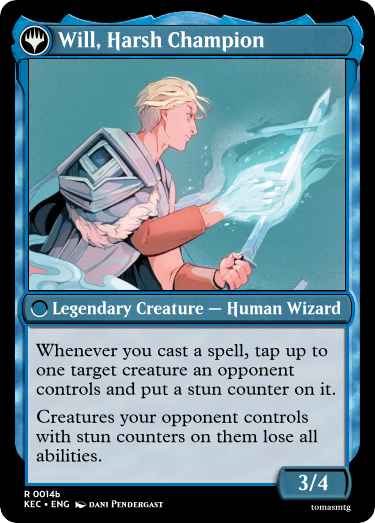 Will, Harsh Champion
Legendary Creature — Human Wizard
Whenever you cast a spell, tap up to
one target creature an opponent
controls and put a stun counter on it.
Creatures your opponent controls
with stun counters on them lose all
abilities.
3/4
R 0014b
KEC • ENG DANI PENDERGAST
tomasmtg